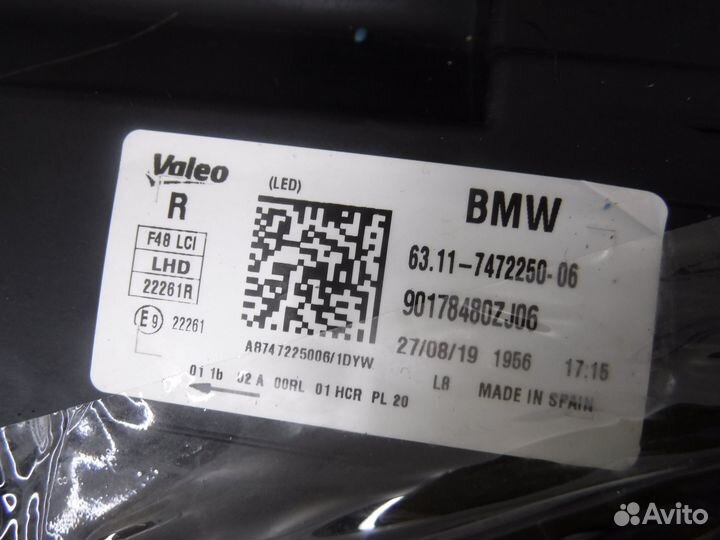 Valeo
(LED)
BMW
R
F48 LCI
LHD
22261R
E9 22261
A8747225006/1DYW
63.11-7472250-06
90178480ZJ06
27/08/19 1956 17:15
01 1b 02 A 00RL 01 HCR PL 20
L8 MADE IN SPAIN
Avito